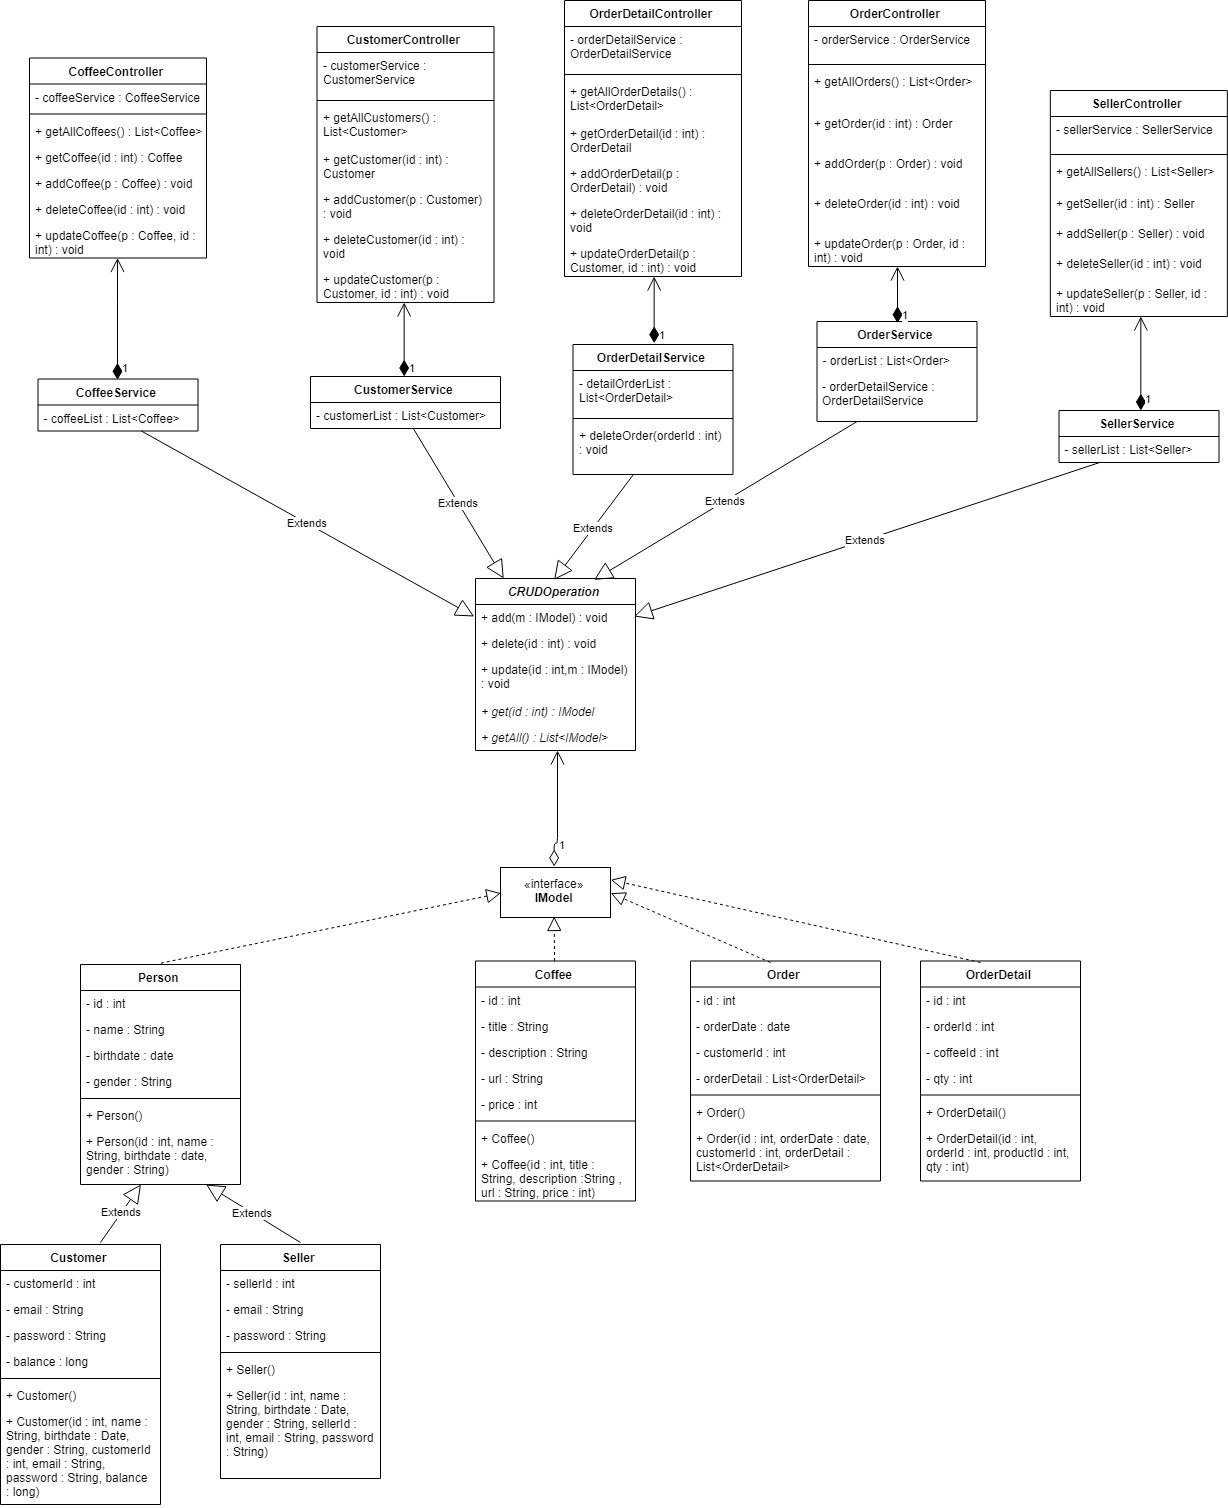 CoffeeController
- coffeeService : CoffeeService
+ getAllCoffees() : List<Coffee>
+ getCoffee(id : int) : Coffee
+ addCoffee(p : Coffee) : void
+ deleteCoffee(id : int) : void
+ updateCoffee(p : Coffee, id :
int) : void
CustomerController
- customerService :
CustomerService
+ getAllCustomers() :
List<Customer>
+ getCustomer(id : int) :
Customer
+ addCustomer(p : Customer)
: void
+ deleteCustomer(id : int) :
void
+ updateCustomer(p :
Customer, id : int) : void
OrderDetailController
- orderDetailService :
OrderDetailService
+ getAllOrderDetails() :
List<OrderDetail>
+ getOrderDetail(id : int) :
OrderDetail
+ addOrderDetail(p :
OrderDetail) : void
+ deleteOrderDetail(id : int) :
void
+ updateOrderDetail(p :
Customer, id : int) : void
OrderController
- orderService : OrderService
+ getAllOrders() : List<Order>
+ getOrder(id : int) : Order
+ addOrder(p : Order) : void
+ deleteOrder(id : int) : void
+ updateOrder(p : Order, id :
int) : void
SellerController
- sellerService : SellerService
+ getAllSellers() : List<Seller>
+ getSeller(id : int) : Seller
+ addSeller(p : Seller) : void
+ deleteSeller(id : int) : void
+ updateSeller(p : Seller, id :
int) : void
1
1
1
1
1
CoffeeService
- coffeeList : List<Coffee>
CustomerService
- customerList : List<Customer>
OrderDetailService
- detailOrderList :
List<OrderDetail>
+ deleteOrder(orderId : int)
: void
OrderService
- orderList : List<Order>
- orderDetailService :
OrderDetailService
SellerService
- sellerList : List<Seller>
Extends
Extends
Extends
Extends
Extends
CRUDOperation
+ add(m : IModel) : void
+ delete(id : int) : void
+ update(id : int,m : IModel)
: void
+ get(id : int) : IModel
+ getAll() : List<IModel>
1
«interface»
IModel
Person
- id : int
- name : String
- birthdate : date
- gender : String
+ Person()
+ Person(id : int, name :
String, birthdate : date,
gender : String)
Coffee
- id : int
- title : String
- description : String
- url : String
- price : int
+ Coffee()
+ Coffee(id : int, title :
String, description :String ,
url : String, price : int)
Order
- id : int
- orderDate : date
- customerId : int
- orderDetail : List<OrderDetail>
+ Order()
+ Order(id : int, orderDate : date,
customerId : int, orderDetail :
List<OrderDetail>
OrderDetail
- id : int
- orderId : int
- coffeeId : int
- qty : int
+ OrderDetail()
+ OrderDetail(id : int,
orderId : int, productId : int,
qty : int)
Extends
Extends
Customer
- customerId : int
- email : String
- password : String
- balance : long
+ Customer()
+ Customer(id : int, name :
String, birthdate : Date,
gender : String, customerId
: int, email : String,
password : String, balance
: long)
Seller
- sellerId : int
- email : String
- password : String
+ Seller()
+ Seller(id : int, name :
String, birthdate : Date,
gender : String, sellerId :
int, email : String, password
: String)